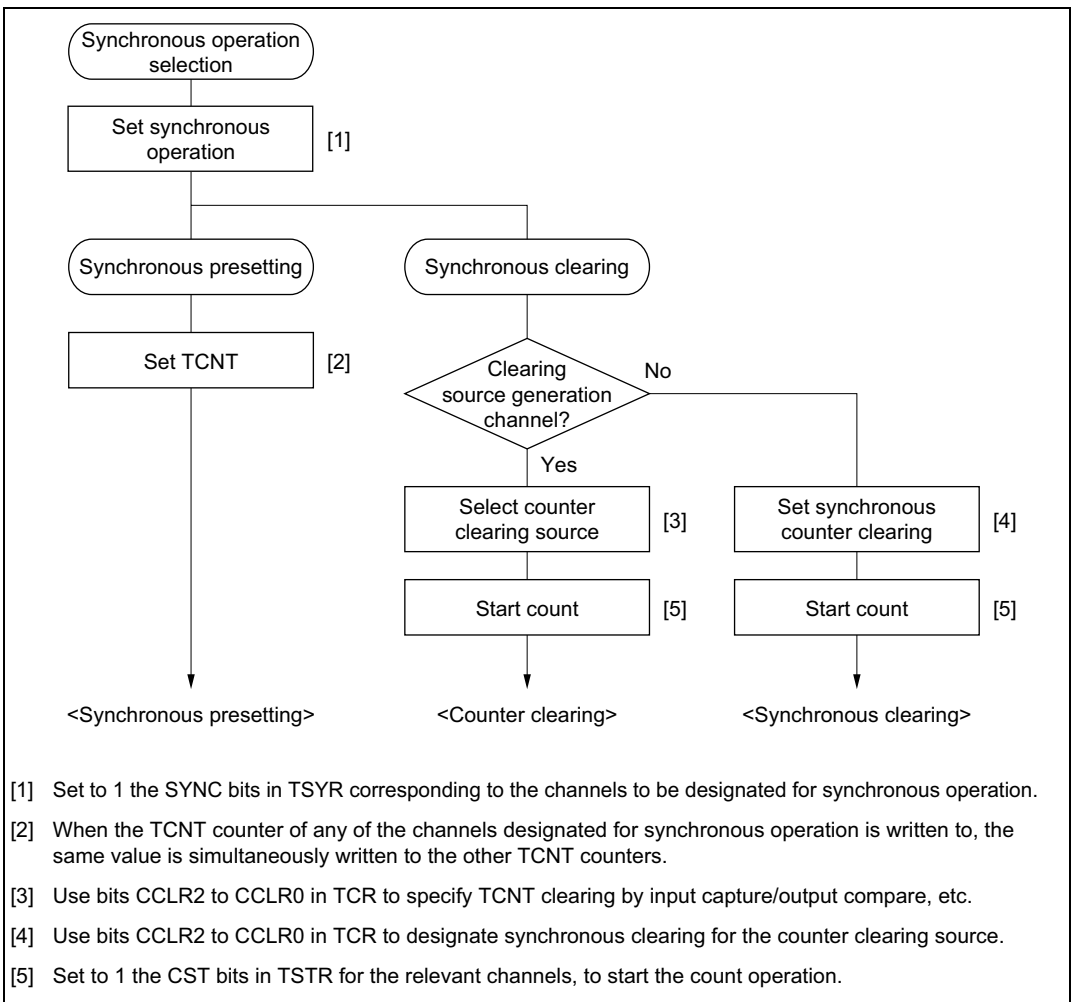 Synchronous operation
selection
Set synchronous
operation
[1]
Synchronous presetting
Synchronous clearing
Set TCNT
[2]
Clearing
source generation
channel?
No
Yes
Select counter
clearing source
[3]
Set synchronous
counter clearing
[4]
Start count
[5]
Start count
[5]
<Synchronous presetting>
<Counter clearing>
<Synchronous clearing>
[1] Set to 1 the SYNC bits in TSYR corresponding to the channels to be designated for synchronous operation.
[2] When the TCNT counter of any of the channels designated for synchronous operation is written to, the
same value is simultaneously written to the other TCNT counters.
[3] Use bits CCLR2 to CCLR0 in TCR to specify TCNT clearing by input capture/output compare, etc.
[4] Use bits CCLR2 to CCLR0 in TCR to designate synchronous clearing for the counter clearing source.
[5] Set to 1 the CST bits in TSTR for the relevant channels, to start the count operation.